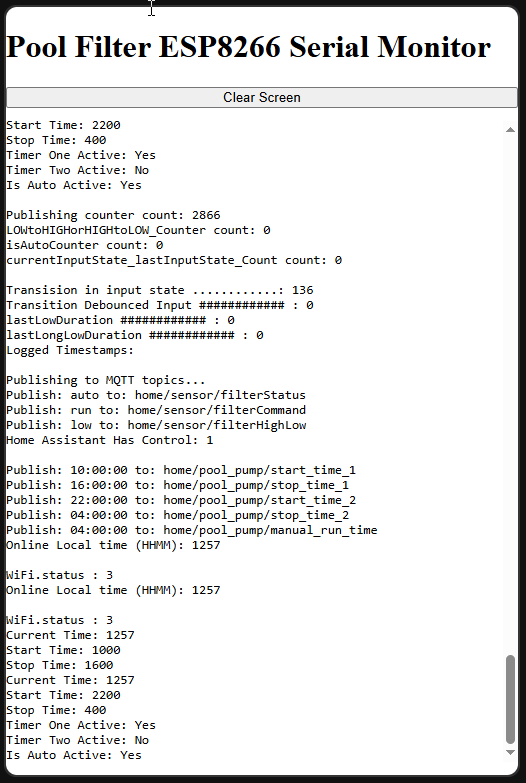 Pool Filter ESP8266 Serial Monitor
Clear Screen
Start Time: 2200
Stop Time: 400
Timer One Active: Yes
Timer Two Active: No
Is Auto Active: Yes
Publishing counter count: 2866
LOWtoHIGHorHIGHtoLOW_Counter count: 0
isAutoCounter count: 0
currentInputState_lastInputState_Count count: 0
Transision in input state ............: 136
Transition Debounced Input ############ : 0
lastLowDuration ############ : 0
lastLongLowDuration ############ : 0
Logged Timestamps:
Publishing to MQTT topics...
Publish: auto to: home/sensor/filterStatus
Publish: run to: home/sensor/filterCommand
Publish: low to: home/sensor/filterHighLow
Home Assistant Has Control: 1
Publish: 10:00:00 to: home/pool_pump/start_time_1
Publish: 16:00:00 to: home/pool_pump/stop_time_1
Publish: 22:00:00 to: home/pool_pump/start_time_2
Publish: 04:00:00 to: home/pool_pump/stop_time_2
Publish: 04:00:00 to: home/pool_pump/manual_run_time
Online Local time (HHMM): 1257
WiFi.status : 3
Online Local time (HHMM): 1257
WiFi.status : 3
Current Time: 1257
Start Time: 1000
Stop Time: 1600
Current Time: 1257
Start Time: 2200
Stop Time: 400
Timer One Active: Yes
Timer Two Active: No
Is Auto Active: Yes